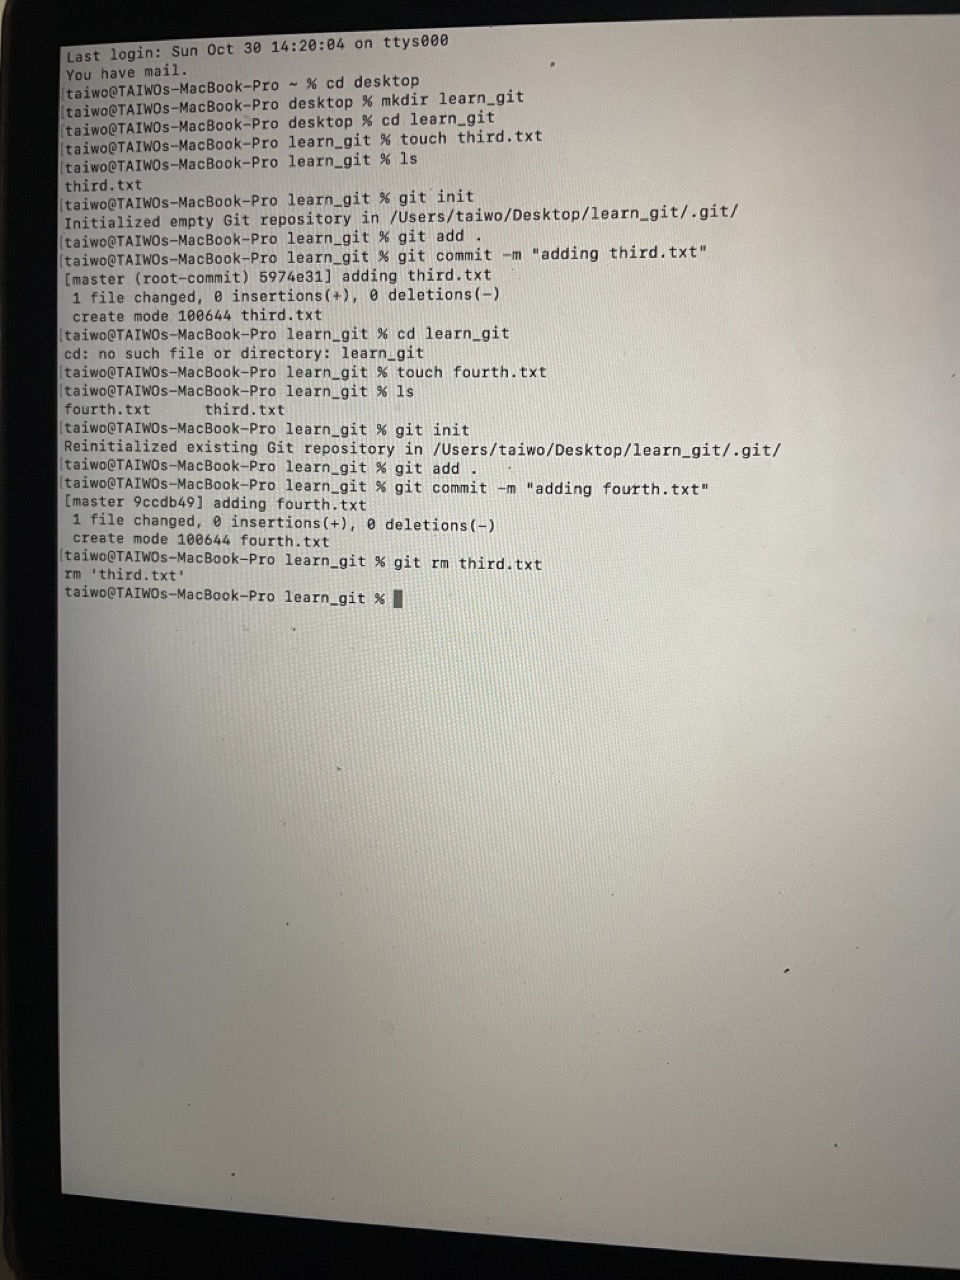 Last login: Sun Oct 30 14:20:04 on ttys000
You have mail.
[taiwo@TAIWOs-MacBook-Pro ~ % cd desktop
[taiwo@TAIWOs-MacBook-Pro desktop % mkdir learn_git
[taiwo@TAIWOs-MacBook-Pro desktop % cd learn_git
[taiwo@TAIWOs-MacBook-Pro learn_git % touch third.txt
[taiwo@TAIWOs-MacBook-Pro learn_git % ls
third.txt
[taiwo@TAIWOs-MacBook-Pro learn_git % git init
Initialized empty Git repository in /Users/taiwo/Desktop/learn_git/.git/
[taiwo@TAIWOs-MacBook-Pro learn_git % git add .
[taiwo@TAIWOs-MacBook-Pro learn_git % git commit -m "adding third.txt"
[master (root-commit) 5974e31] adding third.txt
 1 file changed, 0 insertions(+), 0 deletions(-)
 create mode 100644 third.txt
[taiwo@TAIWOs-MacBook-Pro learn_git % cd learn_git
cd: no such file or directory: learn_git
[taiwo@TAIWOs-MacBook-Pro learn_git % touch fourth.txt
[taiwo@TAIWOs-MacBook-Pro learn_git % ls
fourth.txt      third.txt
[taiwo@TAIWOs-MacBook-Pro learn_git % git init
Reinitialized existing Git repository in /Users/taiwo/Desktop/learn_git/.git/
[taiwo@TAIWOs-MacBook-Pro learn_git % git add .
[taiwo@TAIWOs-MacBook-Pro learn_git % git commit -m "adding fourth.txt"
[master 9ccdb49] adding fourth.txt
 1 file changed, 0 insertions(+), 0 deletions(-)
 create mode 100644 fourth.txt
[taiwo@TAIWOs-MacBook-Pro learn_git % git rm third.txt
rm 'third.txt'
taiwo@TAIWOs-MacBook-Pro learn_git %